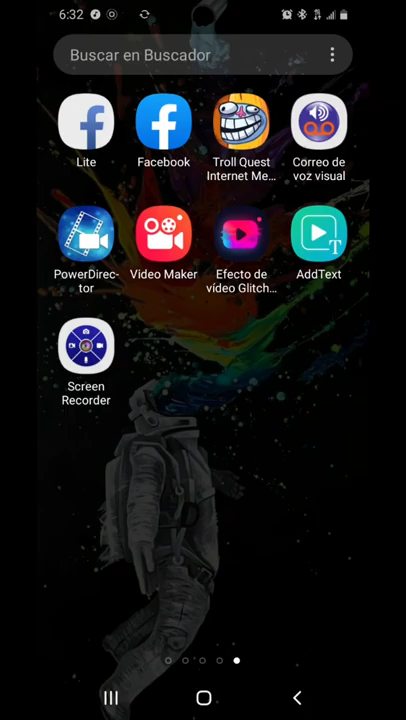 6:32
Buscar en Buscador
Lite
Facebook
Troll Quest
Internet Me...
Correo de
voz visual
PowerDirec-
tor
Video Maker
Efecto de
vídeo Glitch...
AddText
Screen
Recorder